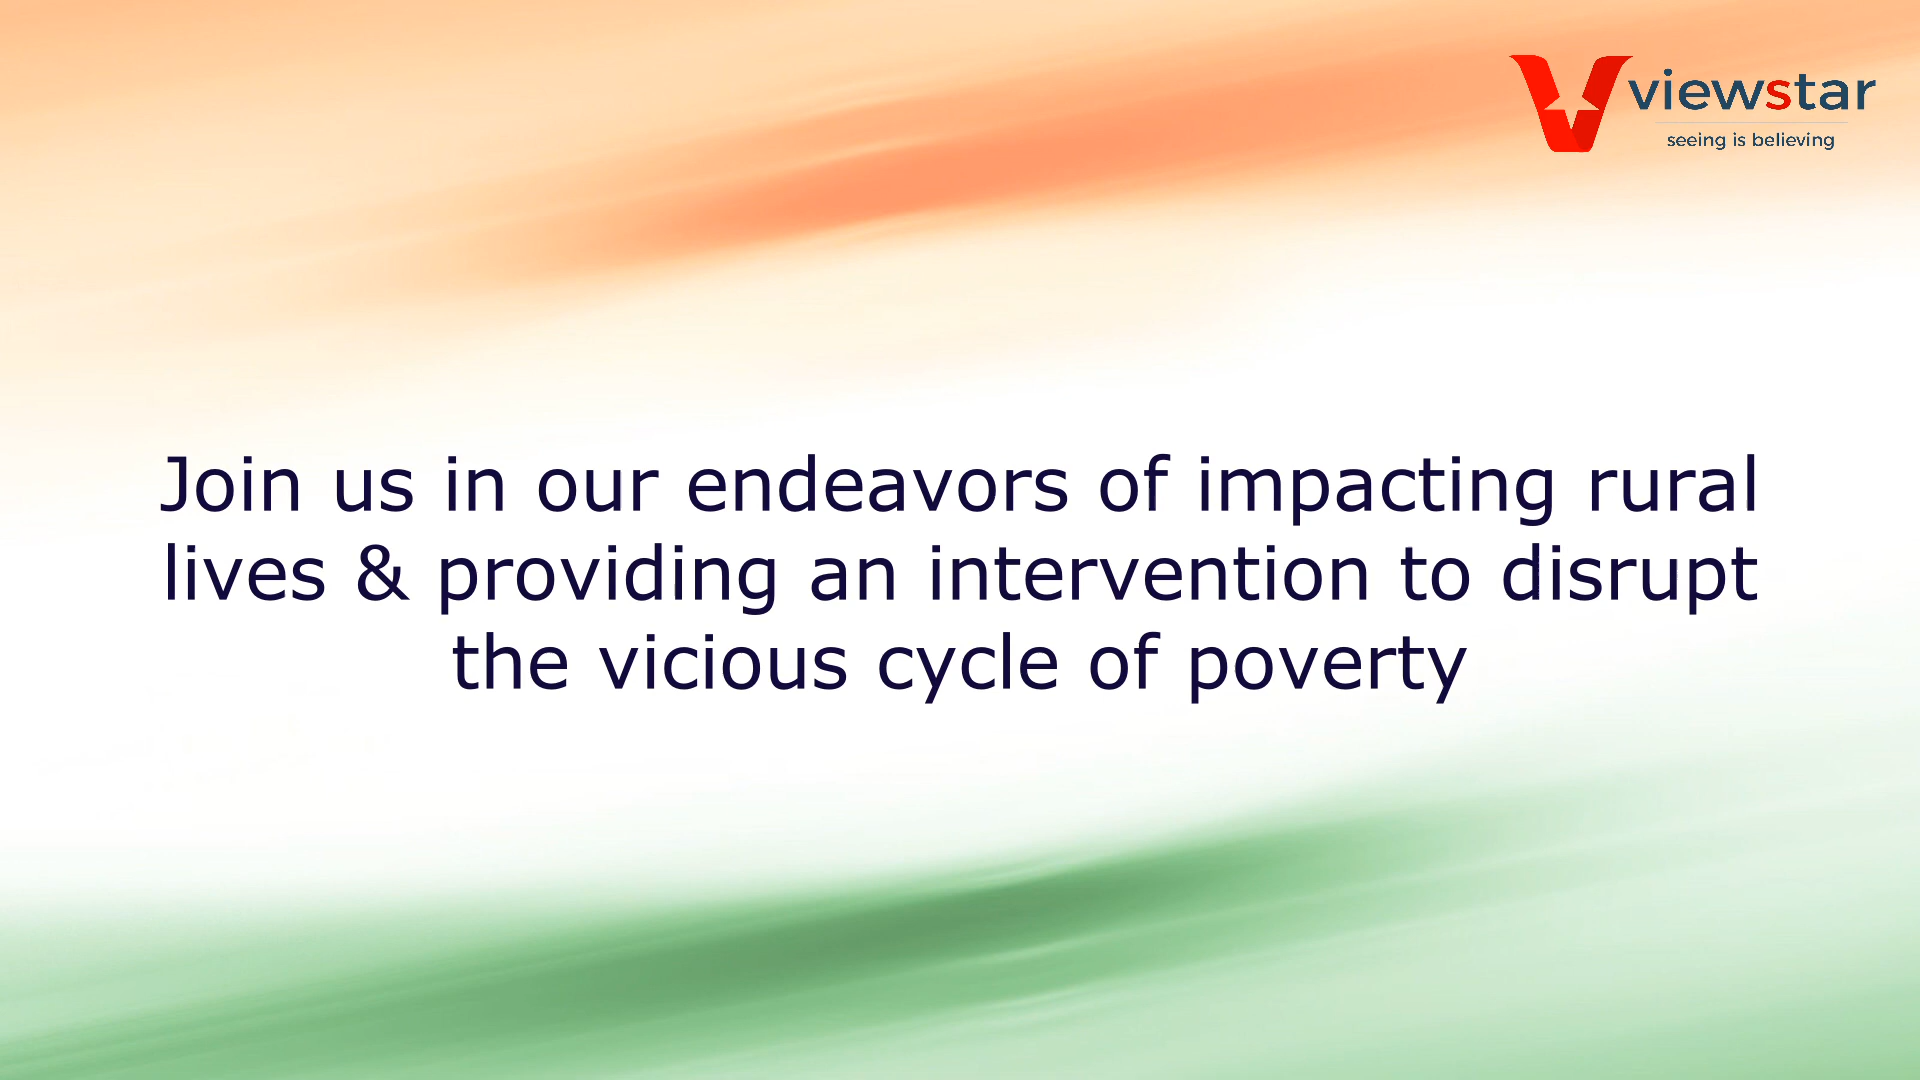 viewstar
seeing is believing
Join us in our endeavors of impacting rural
lives & providing an intervention to disrupt
the vicious cycle of poverty